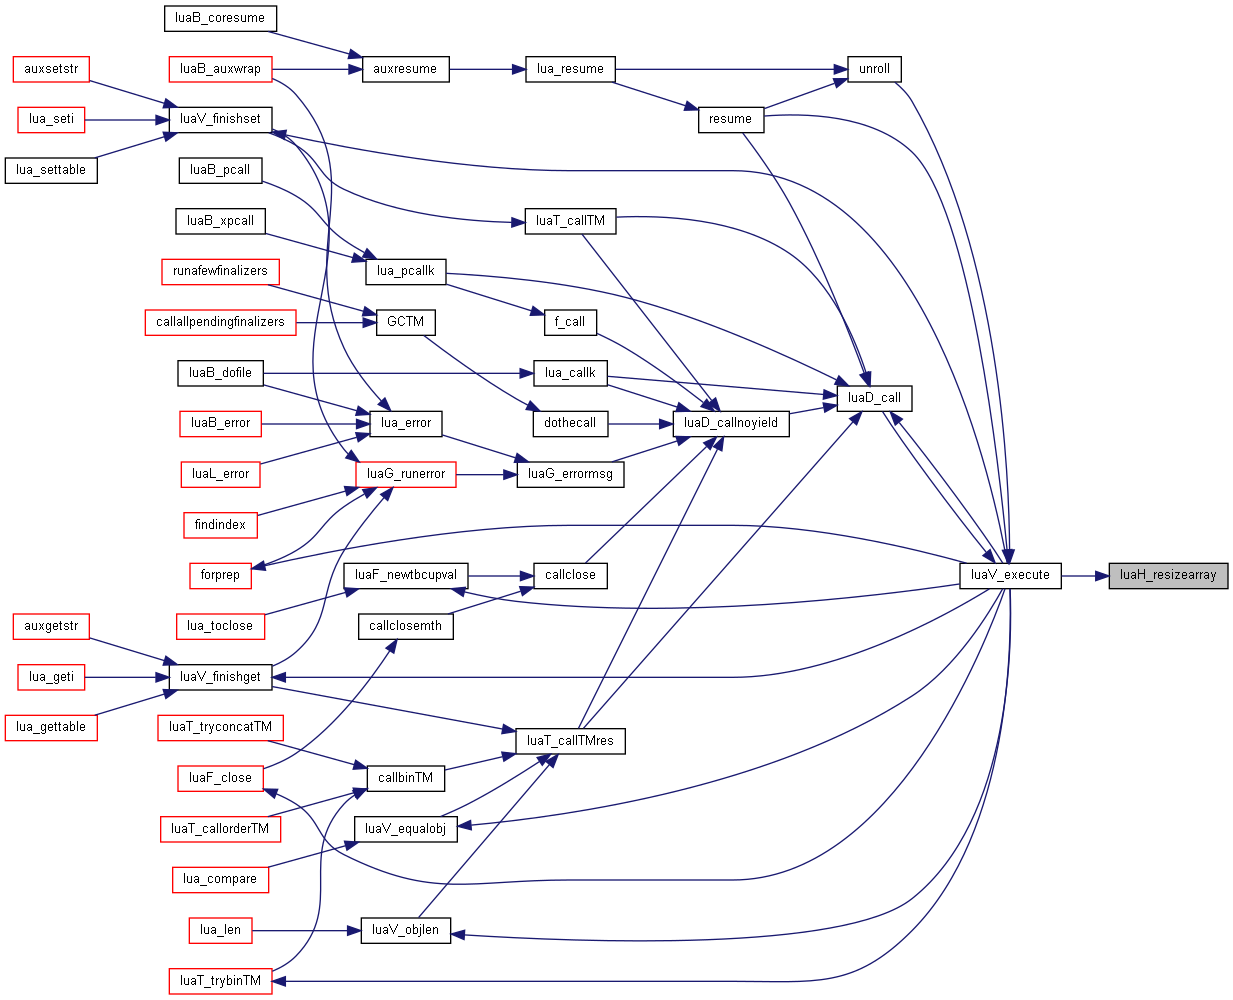 luaB_coresume
auxsetstr
luaB_auxwrap
auxresume
lua_resume
unroll
lua_seti
luaV_finishset
resume
lua_settable
luaB_pcall
luaB_xpcall
luaT_callTM
runafewfinalizers
lua_pcallk
callallpendingfinalizers
GCTM
f_call
luaB_dofile
lua_callk
luaD_call
luaB_error
lua_error
dothecall
luaD_callnoyield
luaL_error
luaG_runerror
luaG_errormsg
findindex
forprep
luaF_newtbcupval
callclose
luaV_execute
luaH_resizearray
auxgetstr
lua_toclose
callclosemth
lua_geti
luaV_finishget
lua_gettable
luaT_tryconcatTM
luaT_callTMres
luaF_close
callbinTM
luaT_callorderTM
luaV_equalobj
lua_compare
lua_len
luaV_objlen
luaT_trybinTM